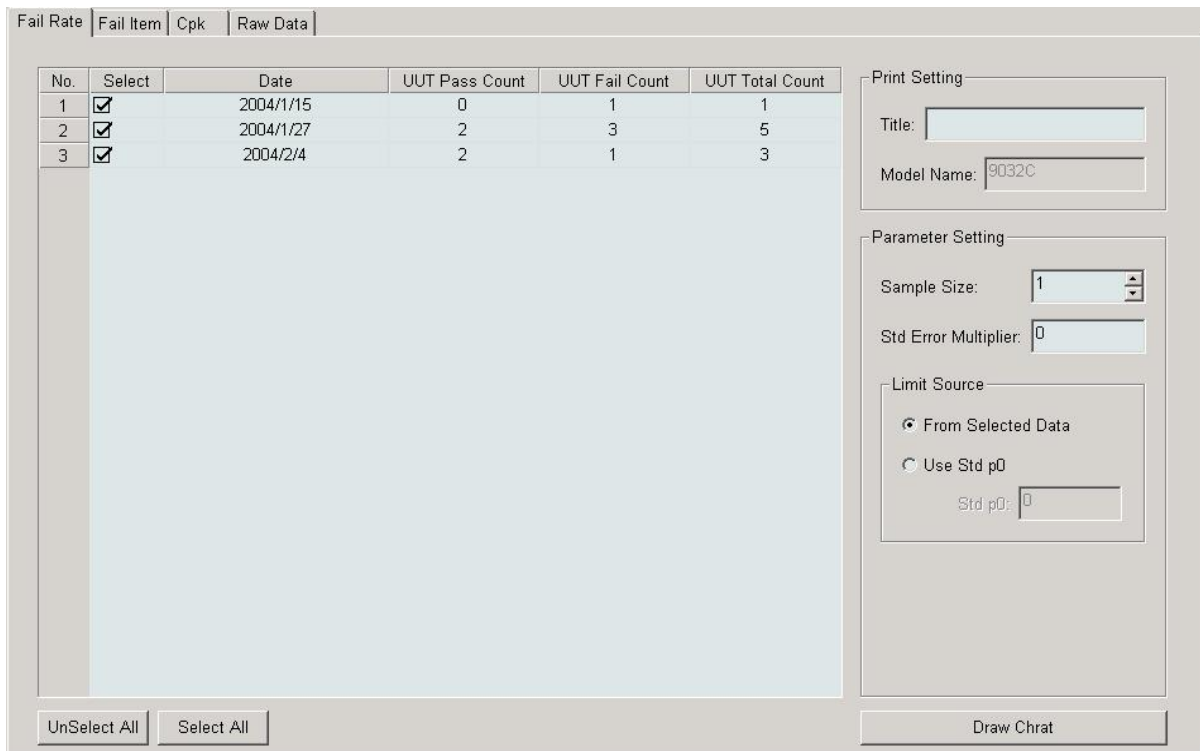 Fail Rate Fail Item Cpk Raw Data
No. Select Date UUT Pass Count UUT Fail Count UUT Total Count
1 2004/1/15 0 1 1
2 2004/1/27 2 3 5
3 2004/2/4 2 1 3
UnSelect All Select All
Print Setting
Title:
Model Name: 9032C
Parameter Setting
Sample Size: 1
Std Error Multiplier: 0
Limit Source
From Selected Data
Use Std p0
Std p0: 0
Draw Chrat